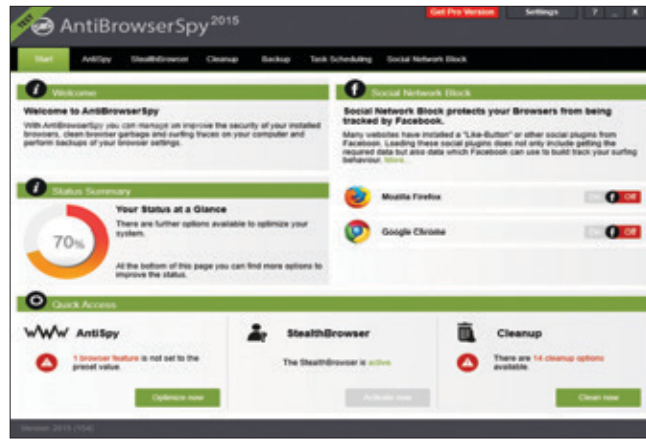 TEST
AntiBrowserSpy 2015
Get Pro Version
Settings
? _ X
Start AntiSpy StealthBrowser Cleanup Backup Task Scheduling Social Network Block
Welcome
Welcome to AntiBrowserSpy
With AntiBrowserSpy you can manage an improve the security of your installed
browsers, clean browser garbage and surfing traces on your computer and
perform backups of your browser settings.
Status Summary
70%
Your Status at a Glance
There are further options available to optimize your
system.
At the bottom of this page you can find more options to
improve the status.
Social Network Block
Social Network Block protects your Browsers from being
tracked by Facebook.
Many websites have installed a "Like-Button" or other social plugins from
Facebook. Loading these social plugins does not only include getting the
required data but also data which Facebook can use to build track your surfing
behaviour. More...
Mozilla Firefox On Off
Google Chrome On Off
Quick Access
AntiSpy
1 browser feature is not set to the
preset value.
Optimize now
StealthBrowser
The StealthBrowser is active.
Activate now
Cleanup
There are 14 cleanup options
available.
Clean now
Version 2015 (154)